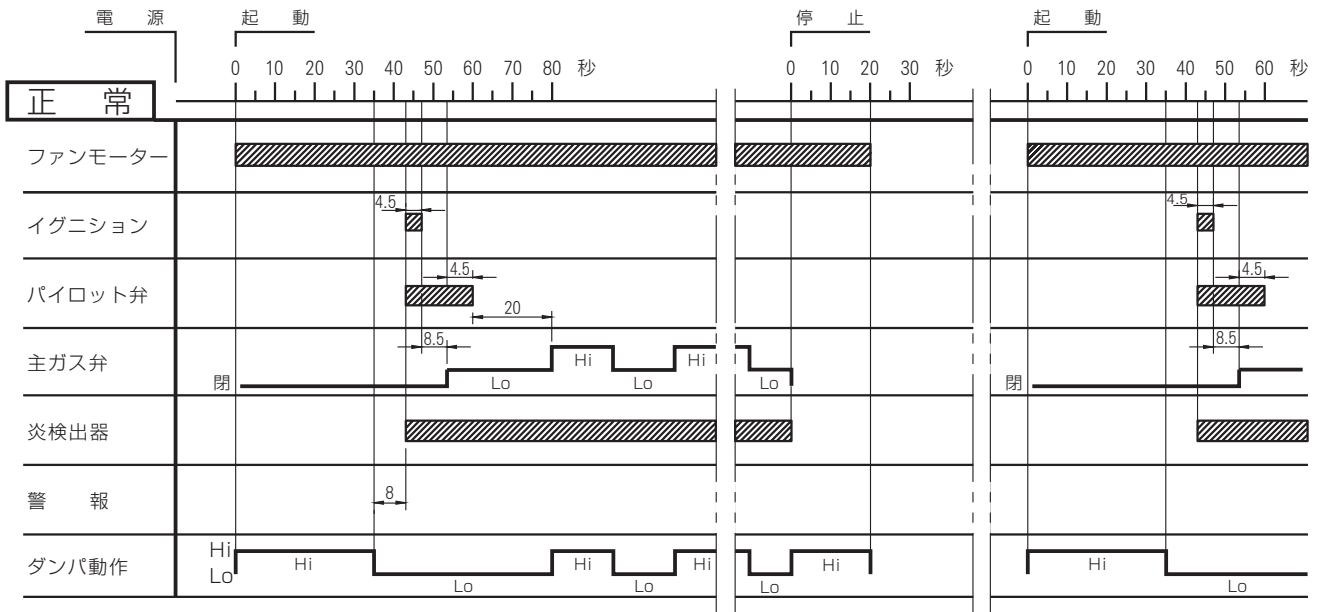 電 源
起 動
停 止
起 動
0 10 20 30 40 50 60 70 80 秒
0 10 20 30 秒
0 10 20 30 40 50 60 秒
正 常
ファンモーター
イグニション
4.5
4.5
パイロット弁
4.5
4.5
20
主ガス弁
8.5
8.5
Hi
Hi
閉
Lo
Lo
Lo
閉
炎検出器
警 報
8
ダンパ動作
Hi
Lo
Hi
Lo
Hi
Lo
Hi
Lo
Hi
Hi
Lo